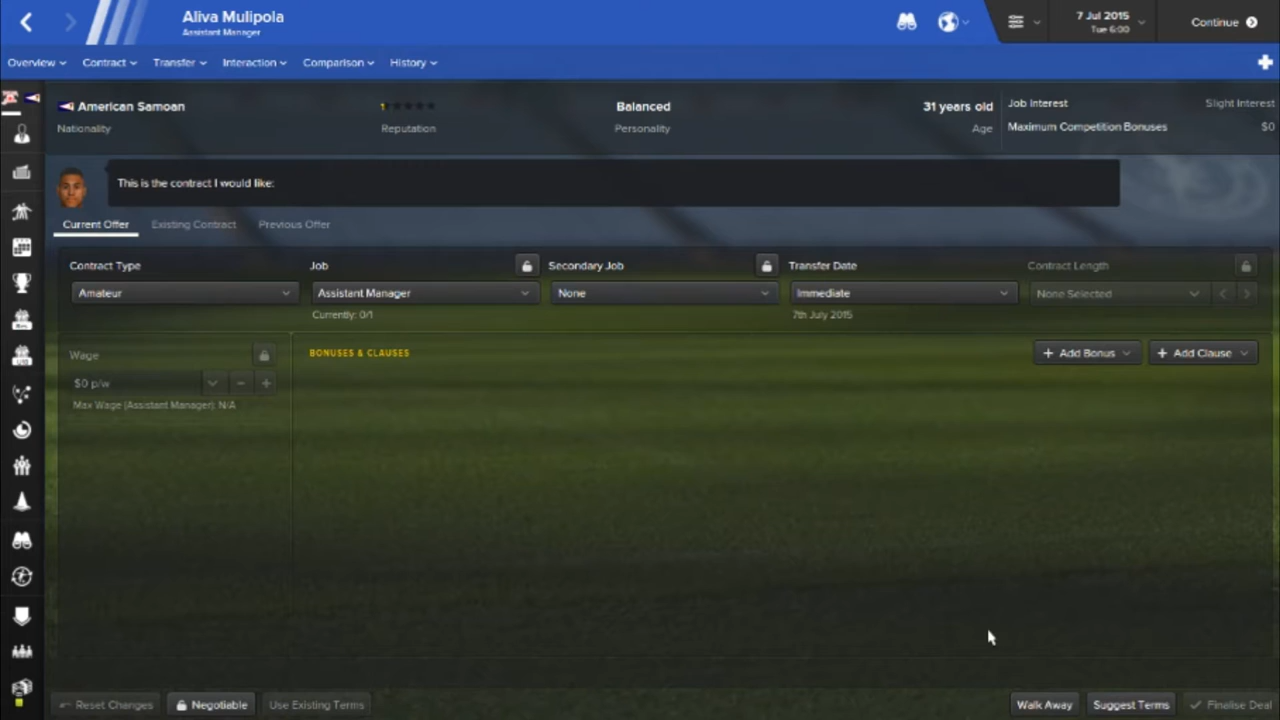 Aliva Mulipola
Assistant Manager
7 Jul 2015
Tue 6:00
Continue
Overview Contract Transfer Interaction Comparison History
American Samoan
Nationality
Reputation
Balanced
Personality
31 years old
Age
Job Interest Slight Interest
Maximum Competition Bonuses $0
This is the contract I would like:
Current Offer Existing Contract Previous Offer
Contract Type Job Secondary Job Transfer Date Contract Length
Amateur Assistant Manager None Immediate None Selected
Currently: 0/1 7th July 2015
Wage BONUSES & CLAUSES + Add Bonus + Add Clause
$0 p/w
Max Wage (Assistant Manager): N/A
Reset Changes Negotiable Use Existing Terms Walk Away Suggest Terms Finalise Deal